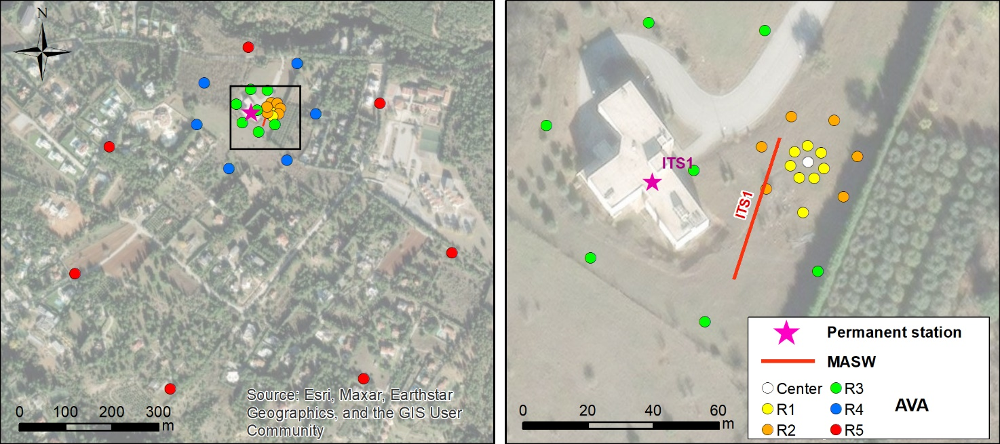 N
0 100 200 300
m
Source: Esri, Maxar, Earthstar
Geographics, and the GIS User
Community
ITS1
ITS1
0 20 40 60
m
Permanent station
MASW
Center R3
R1 R4
R2 R5
AVA